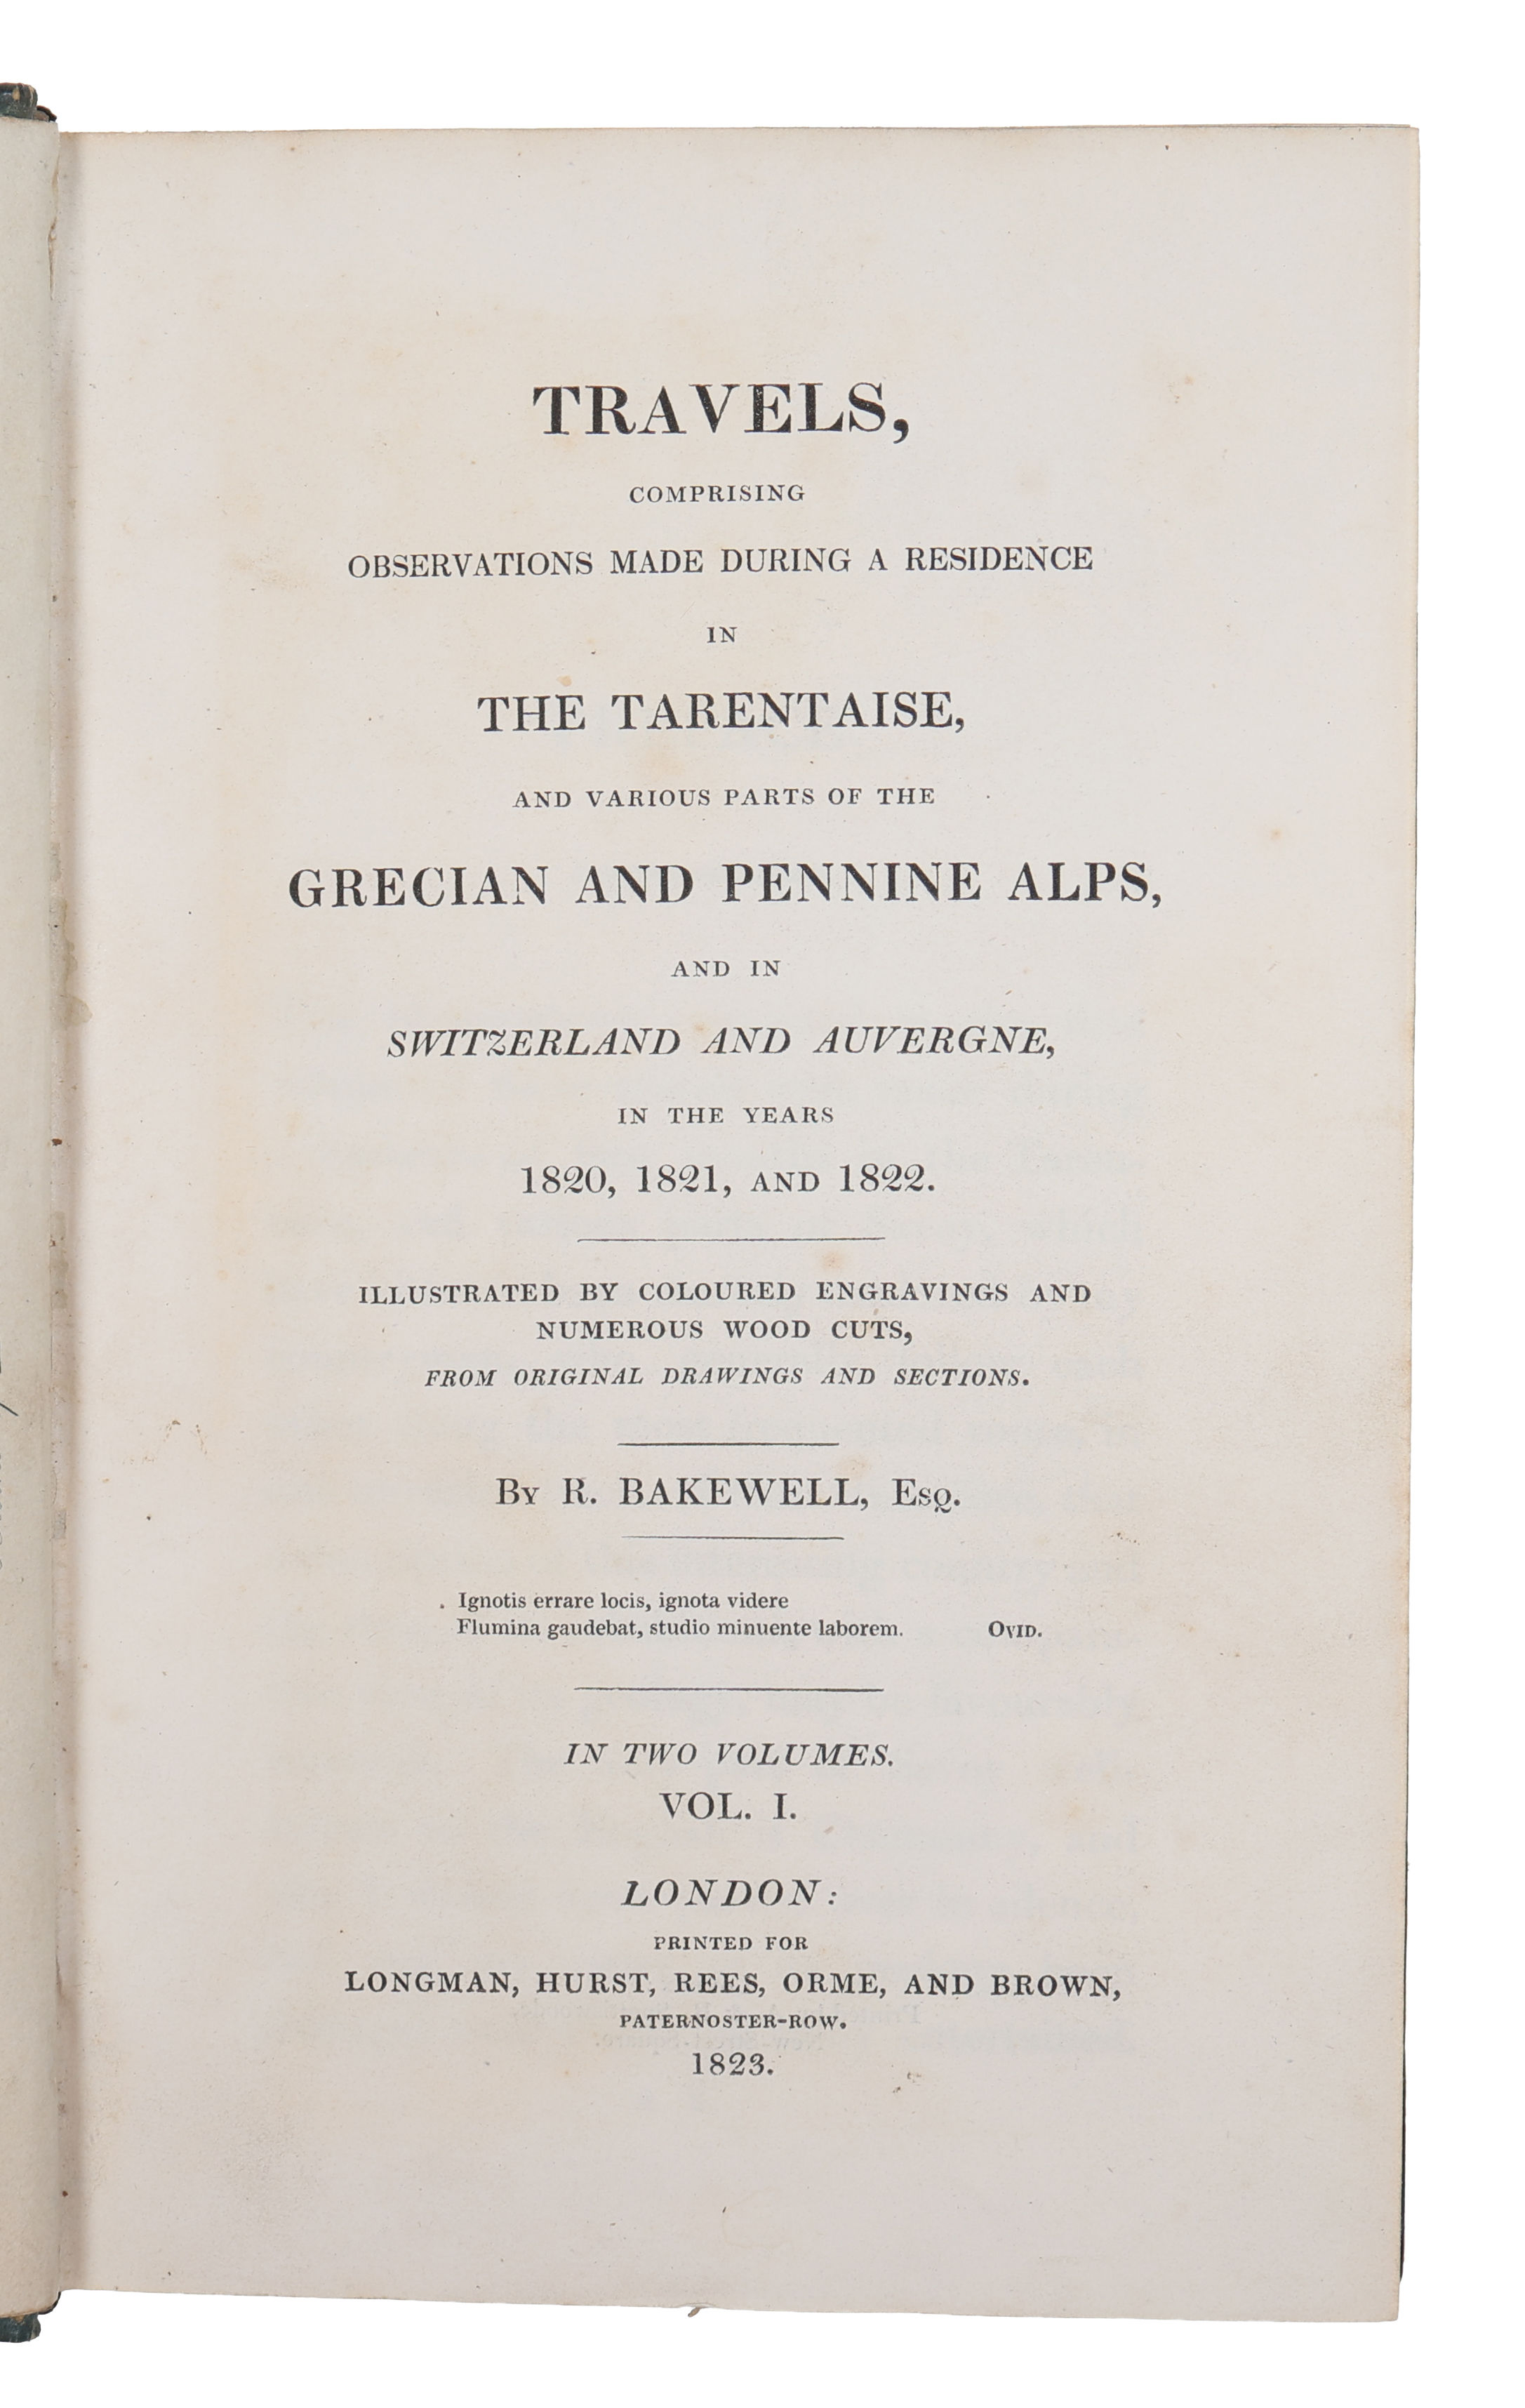 TRAVELS,
COMPRISING
OBSERVATIONS MADE DURING A RESIDENCE
IN
THE TARENTAISE,
AND VARIOUS PARTS OF THE
GRECIAN AND PENNINE ALPS,
AND IN
SWITZERLAND AND AUVERGNE,
IN THE YEARS
1820, 1821, AND 1822.
ILLUSTRATED BY COLOURED ENGRAVINGS AND
NUMEROUS WOOD CUTS,
FROM ORIGINAL DRAWINGS AND SECTIONS.
By R. BAKEWELL, Esq.
Ignotis errare locis, ignota videre
Flumina gaudebat, studio minuente laborem. OVID.
IN TWO VOLUMES.
VOL. I.
LONDON:
PRINTED FOR
LONGMAN, HURST, REES, ORME, AND BROWN,
PATERNOSTER-ROW.
1823.